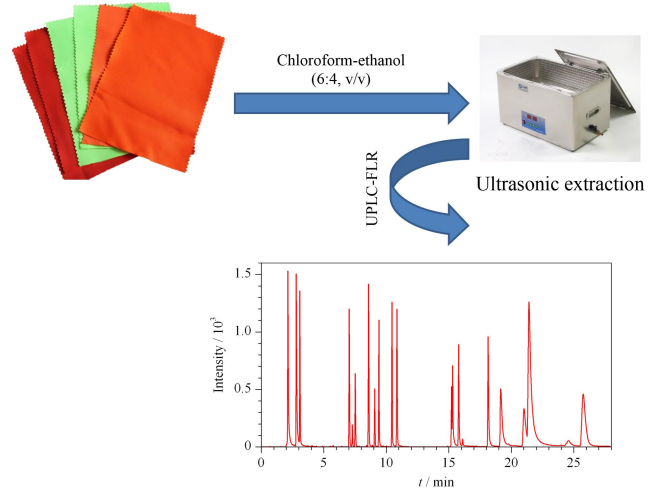 Chloroform-ethanol
(6:4, v/v)
UPLC-FLR
Ultrasonic extraction
Intensity / 10³
1.5
1.0
0.5
0
0 5 10 15 20 25
t / min